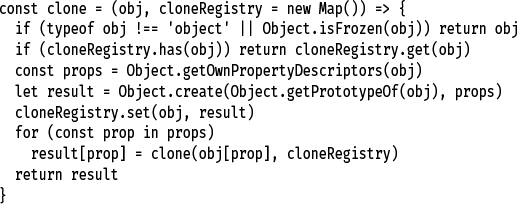 const clone = (obj, cloneRegistry = new Map()) => {
  if (typeof obj !== 'object' || Object.isFrozen(obj)) return obj
  if (cloneRegistry.has(obj)) return cloneRegistry.get(obj)
  const props = Object.getOwnPropertyDescriptors(obj)
  let result = Object.create(Object.getPrototypeOf(obj), props)
  cloneRegistry.set(obj, result)
  for (const prop in props)
    result[prop] = clone(obj[prop], cloneRegistry)
  return result
}